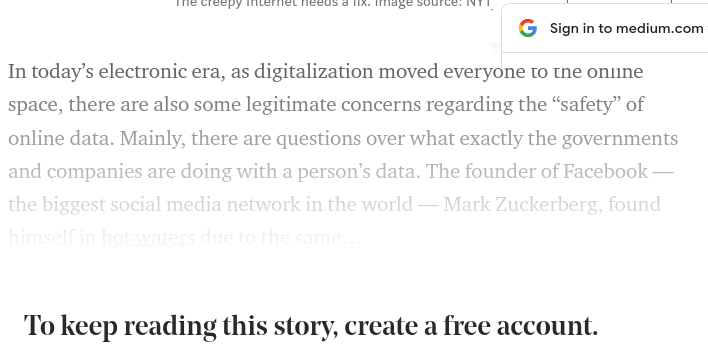 The creepy internet needs a fix. Image source: NYT.
Sign in to medium.com
In today’s electronic era, as digitalization moved everyone to the online
space, there are also some legitimate concerns regarding the “safety” of
online data. Mainly, there are questions over what exactly the governments
and companies are doing with a person’s data. The founder of Facebook —
the biggest social media network in the world — Mark Zuckerberg, found
himself in hot waters due to the same…
To keep reading this story, create a free account.